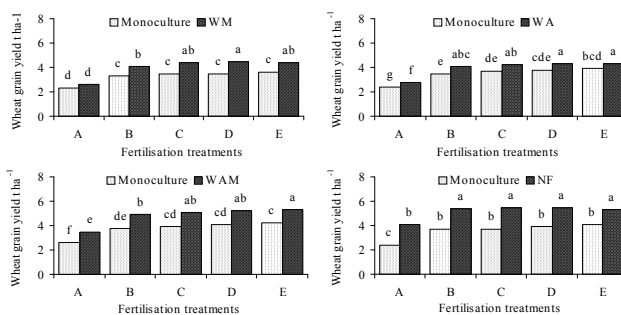 Monoculture WM
Wheat grain yield t ha-1
8
6
4
2
0
d d c b c ab c a c ab
A B C D E
Fertilisation treatments
Monoculture WA
Wheat grain yield t ha⁻¹
8
6
4
2
0
g f e abc de ab cde a bcd a
A B C D E
Fertilisation treatments
Monoculture WAM
Wheat grain yield t ha⁻¹
8
6
4
2
0
f e de b cd ab cd a c a
A B C D E
Fertilisation treatments
Monoculture NF
Wheat grain yield t ha⁻¹
8
6
4
2
0
c b b a b a b a b a
A B C D E
Fertilisation treatments